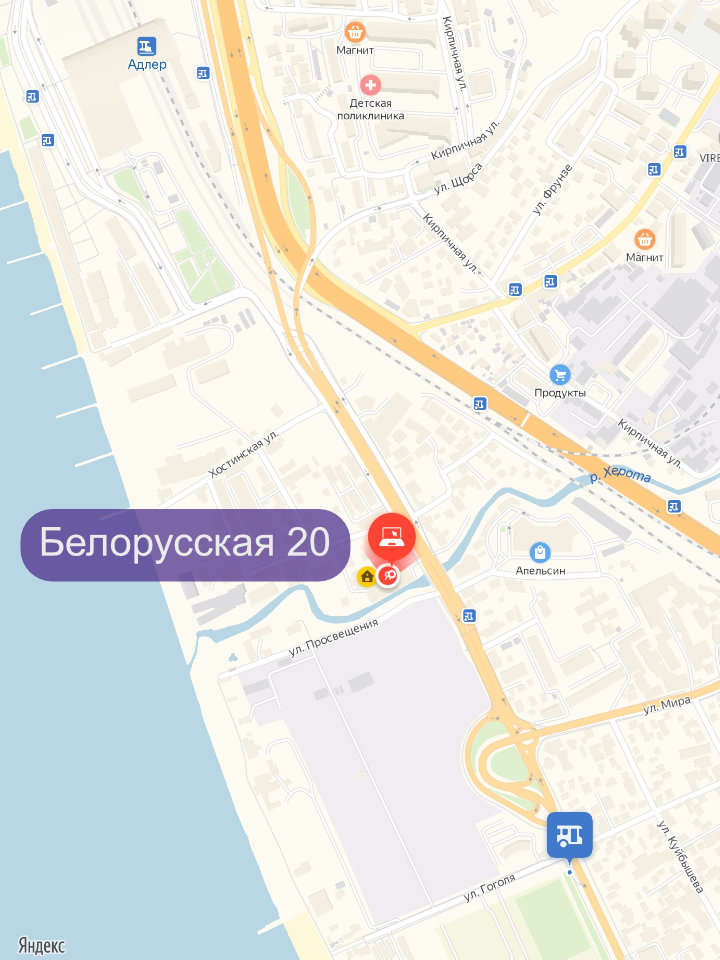 Магнит
Адлер
Детская
поликлиника
Кирпичная ул.
Кирпичная ул.
ул. Щорса
ул. Фрунзе
VIRE
Кирпичная ул.
Магнит
Продукты
Кирпичная ул.
Хостинская ул.
р. Херота
Белорусская 20
Апельсин
ул. Просвещения
ул. Мира
ул. Куйбышева
ул. Гоголя
Яндекс